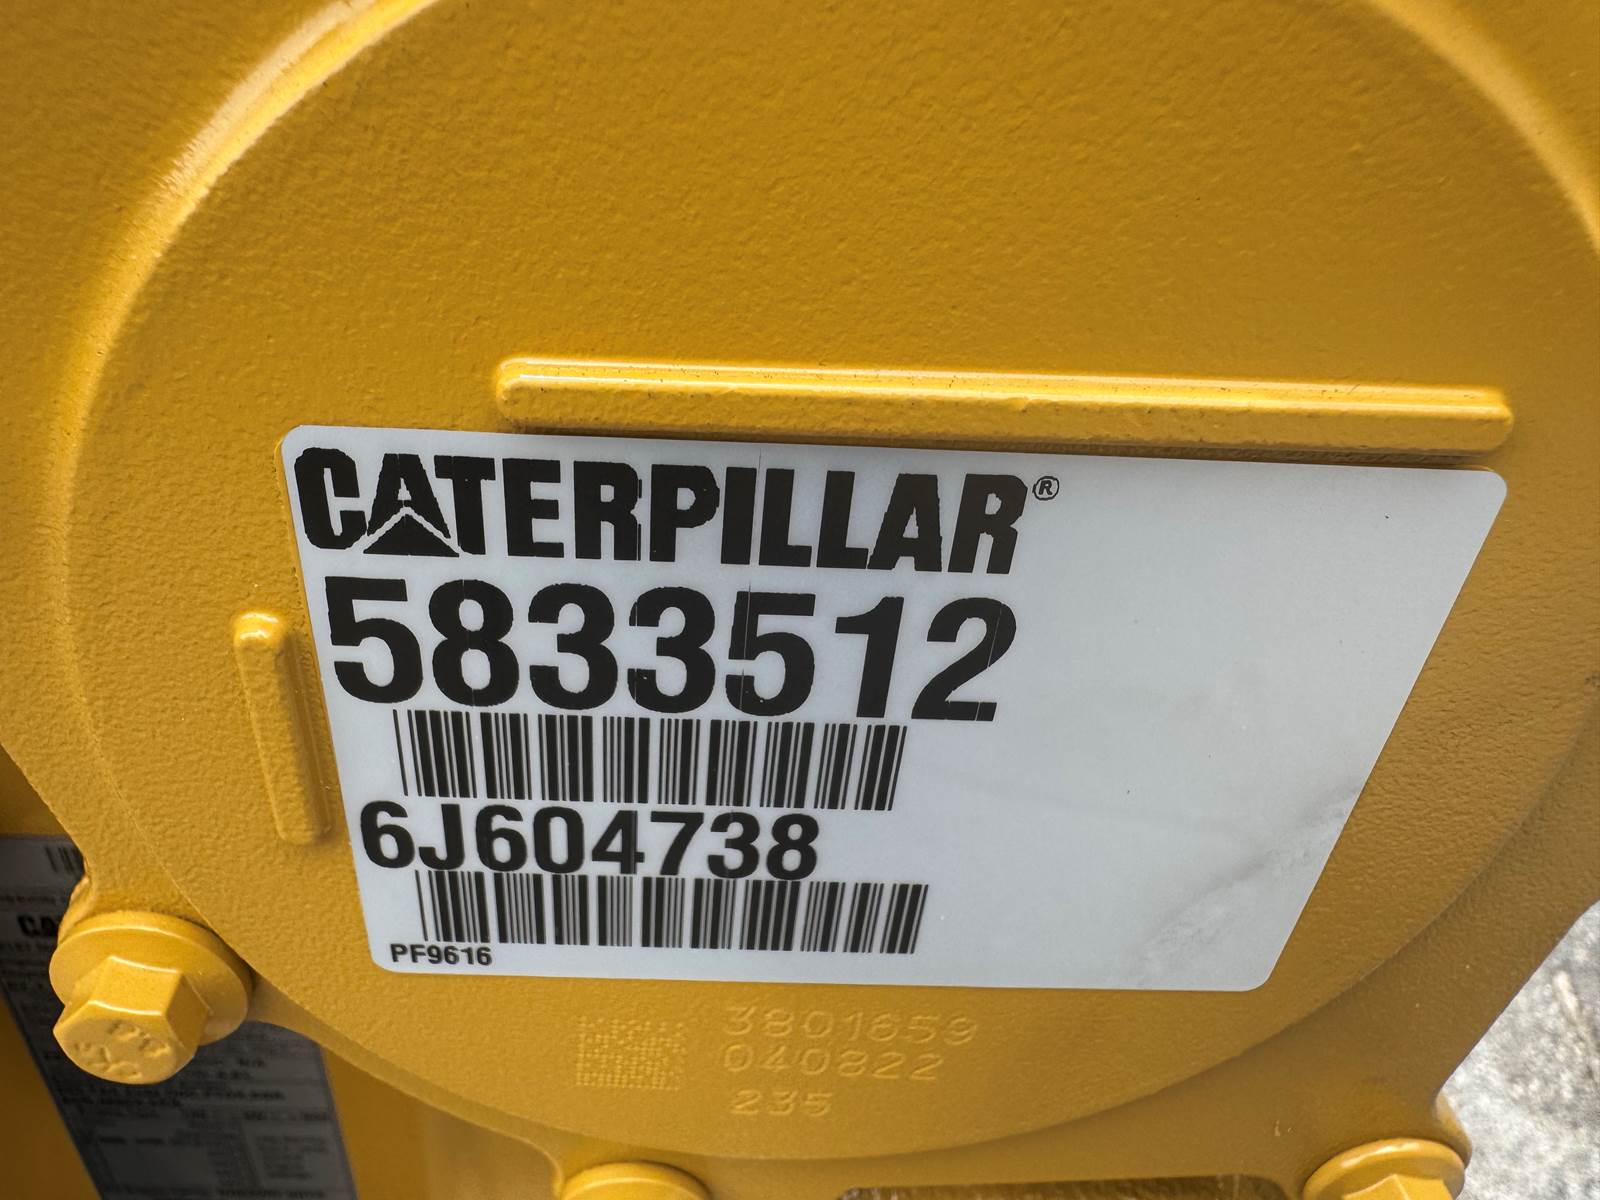 CATERPILLAR®
5833512
6J604738
PF9616
3801659
040822
235